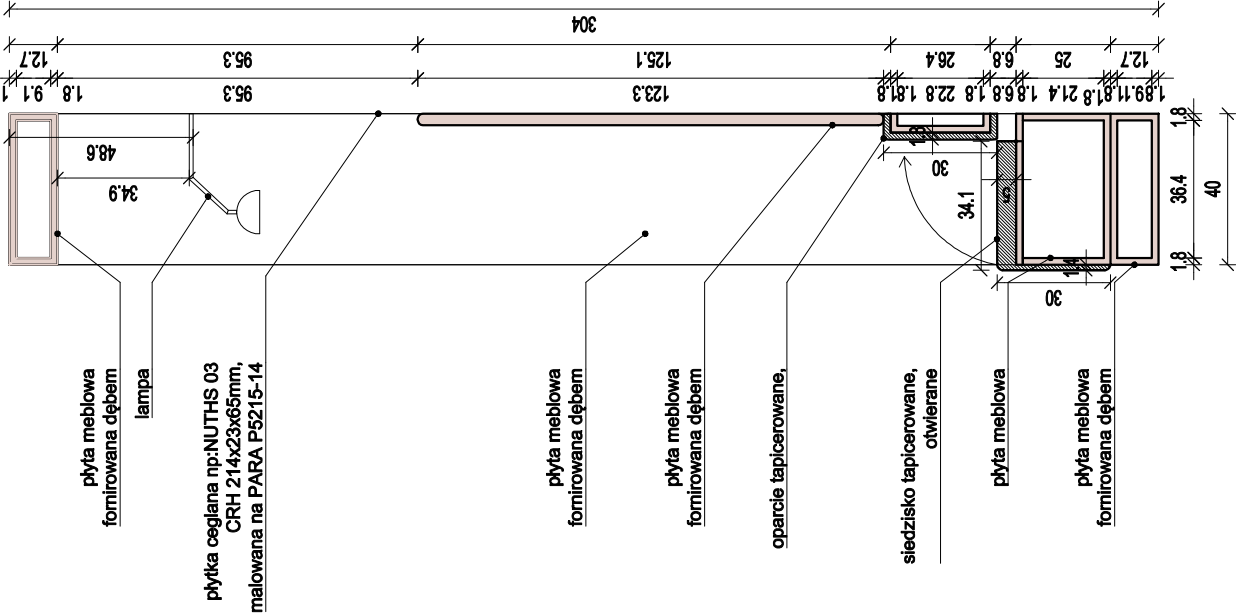 304
12.7
95.3
125.1
26.4
6.8
25
12.7
1
9.1
1.8
95.3
123.3
1.8
1.8
22.8
1.8
6.8
1.8
21.4
1.8
9.1
1.8
48.6
34.9
30
34.1
5
1.4
30
1.8
36.4
1.8
40
płyta meblowa
fornirowana dębem
lampa
płytka ceglana np:NUTHS 03
CRH 214x23x65mm,
malowana na PARA P5215-14
płyta meblowa
fornirowana dębem
płyta meblowa
fornirowana dębem
oparcie tapicerowane,
siedzisko tapicerowane,
otwierane
płyta meblowa
płyta meblowa
fornirowana dębem